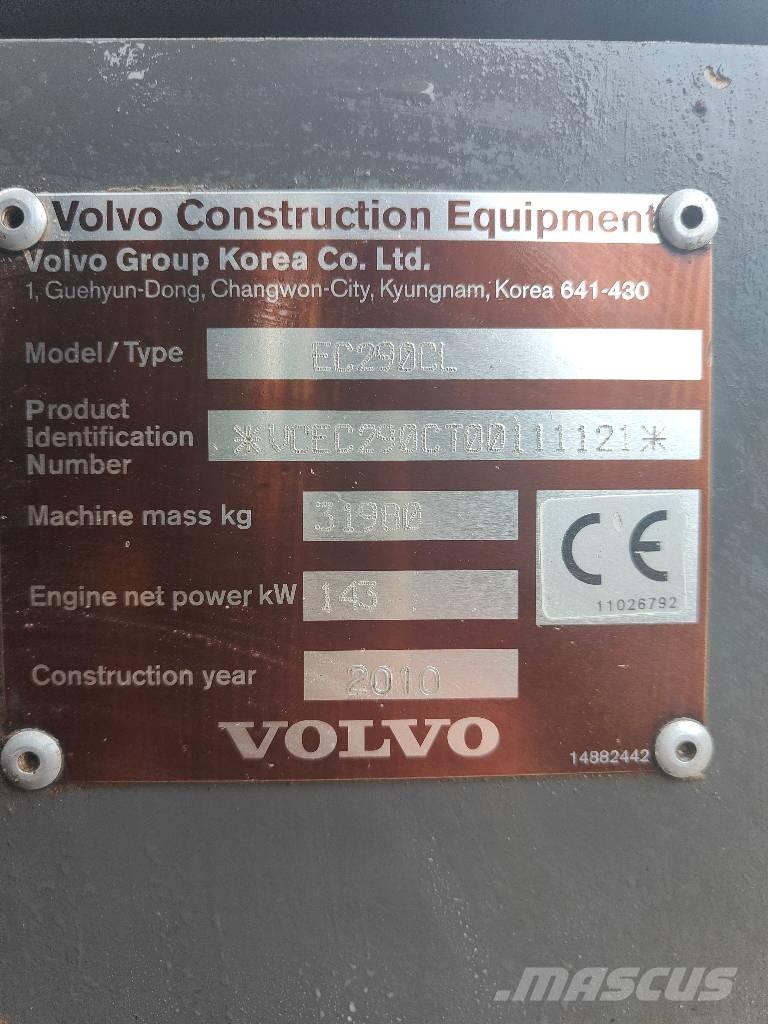 Volvo Construction Equipment
Volvo Group Korea Co. Ltd.
1, Guehyun-Dong, Changwon-City, Kyungnam, Korea 641-430
Model/Type EC290CL
Product
Identification *VCEC290CT00111121*
Number
Machine mass kg 31980
CE
11026792
Engine net power kW 143
Construction year 2010
VOLVO
14882442
MASCUS